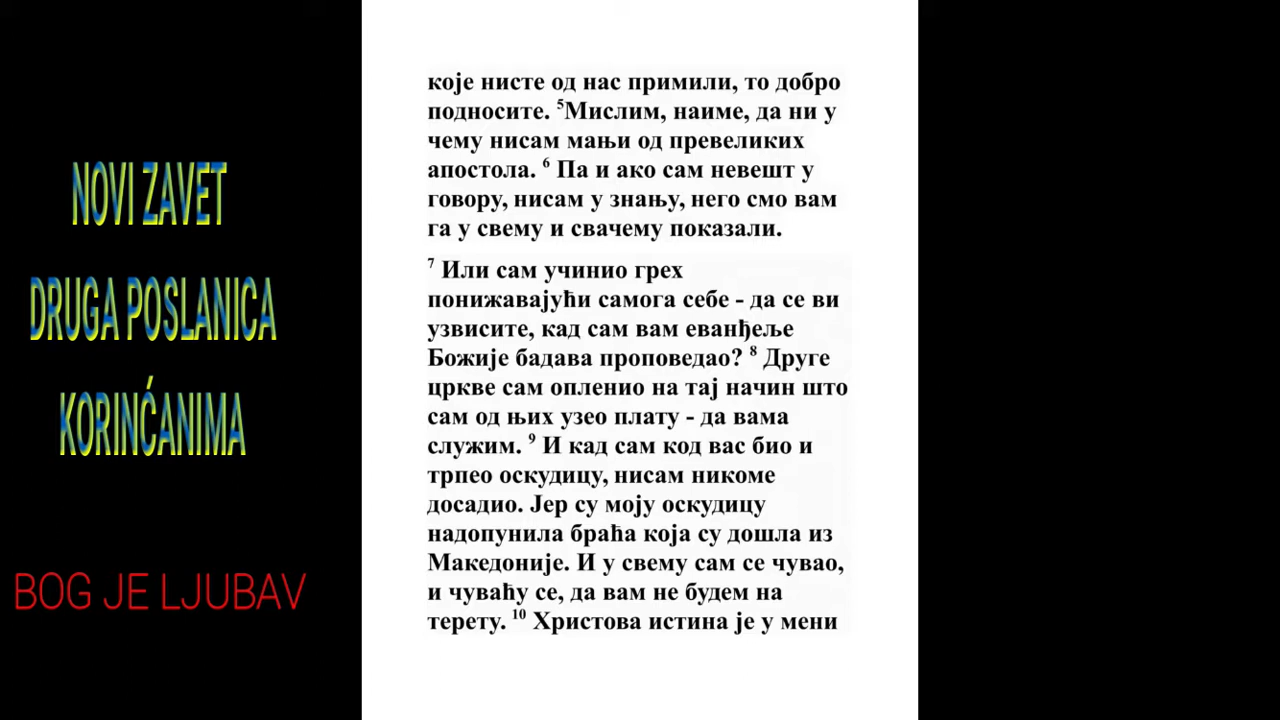 NOVI ZAVET
DRUGA POSLANICA
KORINĆANIMA
BOG JE LJUBAV
које нисте од нас примили, то добро
подносите. ⁵Мислим, наиме, да ни у
чему нисам мањи од превеликих
апостола. ⁶ Па и ако сам невешт у
говору, нисам у знању, него смо вам
га у свему и свачему показали.
⁷ Или сам учинио грех
понижавајући самога себе - да се ви
узвисите, кад сам вам еванђеље
Божије бадава проповедао? ⁸ Друге
цркве сам опленио на тај начин што
сам од њих узео плату - да вама
служим. ⁹ И кад сам код вас био и
трпео оскудицу, нисам никоме
досадио. Јер су моју оскудицу
надопунила браћа која су дошла из
Македоније. И у свему сам се чувао,
и чуваћу се, да вам не будем на
терету. ¹⁰ Христова истина је у мени